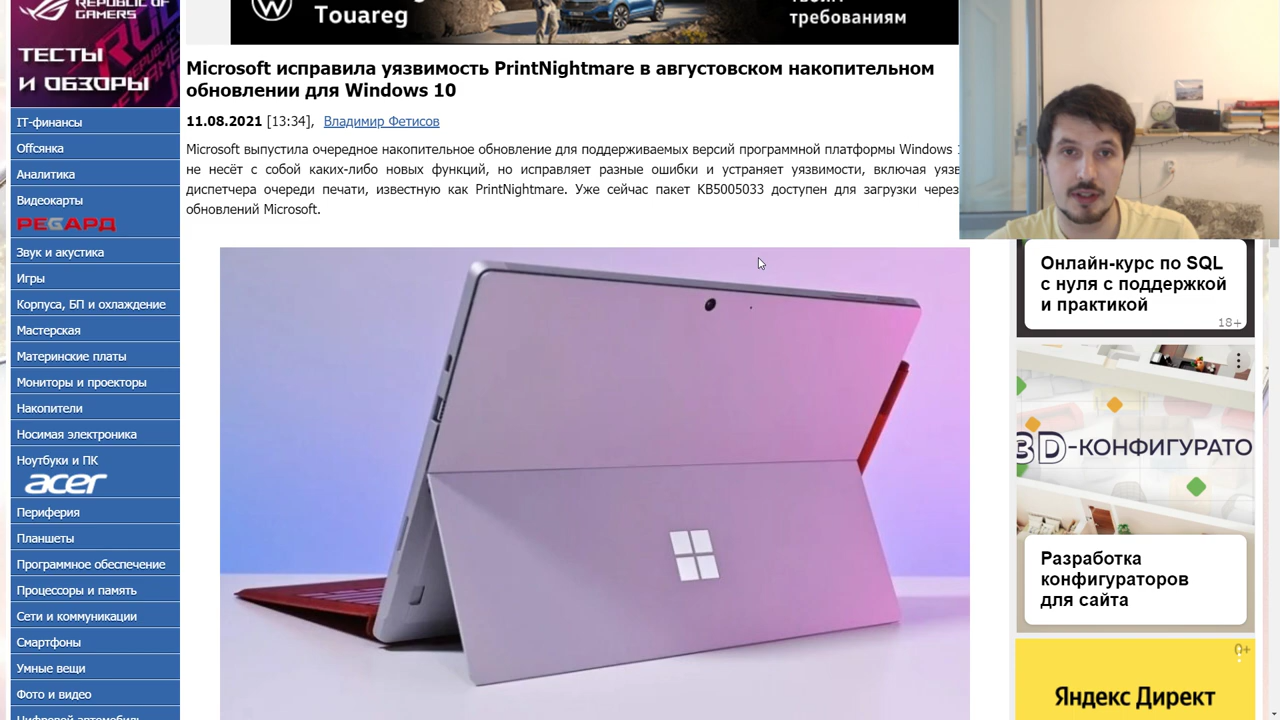 REPUBLIC OF
GAMERS
ТЕСТЫ
И ОБЗОРЫ
Touareg
требованиям
Microsoft исправила уязвимость PrintNightmare в августовском накопительном
обновлении для Windows 10
11.08.2021 [13:34], Владимир Фетисов
Microsoft выпустила очередное накопительное обновление для поддерживаемых версий программной платформы Windows
не несёт с собой каких-либо новых функций, но исправляет разные ошибки и устраняет уязвимости, включая уяз
диспетчера очереди печати, известную как PrintNightmare. Уже сейчас пакет KB5005033 доступен для загрузки через
обновлений Microsoft.
IT-финансы
Offсянка
Аналитика
Видеокарты
РЕГАРД
Звук и акустика
Игры
Корпуса, БП и охлаждение
Мастерская
Материнские платы
Мониторы и проекторы
Накопители
Носимая электроника
Ноутбуки и ПК
acer
Периферия
Планшеты
Программное обеспечение
Процессоры и память
Сети и коммуникации
Смартфоны
Умные вещи
Фото и видео
Цифровой автомобиль
Онлайн-курс по SQL
с нуля с поддержкой
и практикой
18+
3D-КОНФИГУРАТО
Разработка
конфигураторов
для сайта
0+
Яндекс Директ